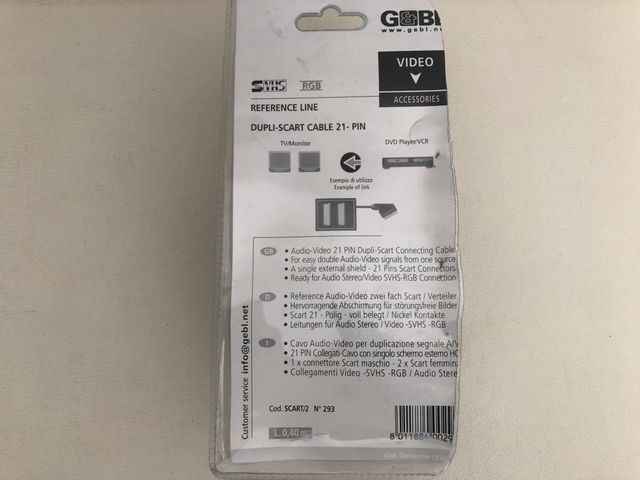 G&BL
www.gebl.ne
VIDEO
ACCESSORIES
SVHS RGB
REFERENCE LINE
DUPLI-SCART CABLE 21- PIN
TV/Monitor
DVD Player/VCR
Esempio di utilizzo
Example of link
GB
• Audio-Video 21 PIN Dupli-Scart Connecting Cable
• For easy double Audio-Video signals from one source
• A single external shield - 21 Pins Scart Connectors
• Ready for Audio Stereo/Video SVHS-RGB Connection
D
• Reference Audio-Video zwei fach Scart / Verteiler
• Hervorragende Abschirmung für störungsfreie Bilder
• Scart 21 - Polig - voll belegt / Nickel Kontakte
• Leitungen für Audio Stereo / Video -SVHS -RGB
I
• Cavo Audio-Video per duplicazione segnale A/V
• 21 PIN Collegati-Cavo con singolo schermo esterno
• 1 x connettore Scart maschio - 2 x Scart femmin
• Collegamenti Video -SVHS -RGB / Audio Stere
Customer service info@gebl.net
Cod. SCART/2 N° 293
L. 0,40 m